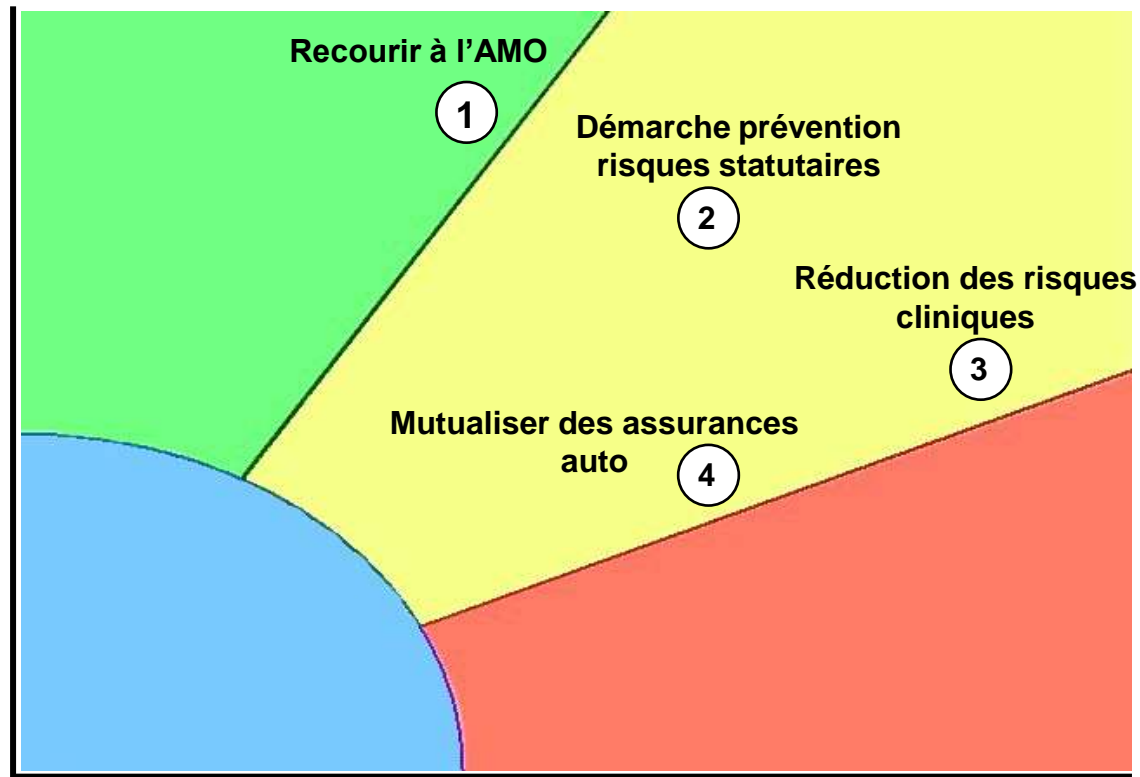 Recourir à l’AMO
1
Démarche prévention
risques statutaires
2
Réduction des risques
cliniques
3
Mutualiser des assurances
auto
4